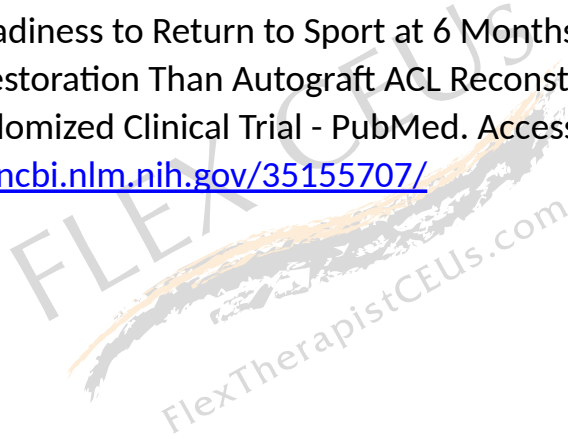 adiness to Return to Sport at 6 Months
estoration Than Autograft ACL Reconst
domized Clinical Trial - PubMed. Access
ncbi.nlm.nih.gov/35155707/
FLEX CEUs
FlexTherapistCEUs.com